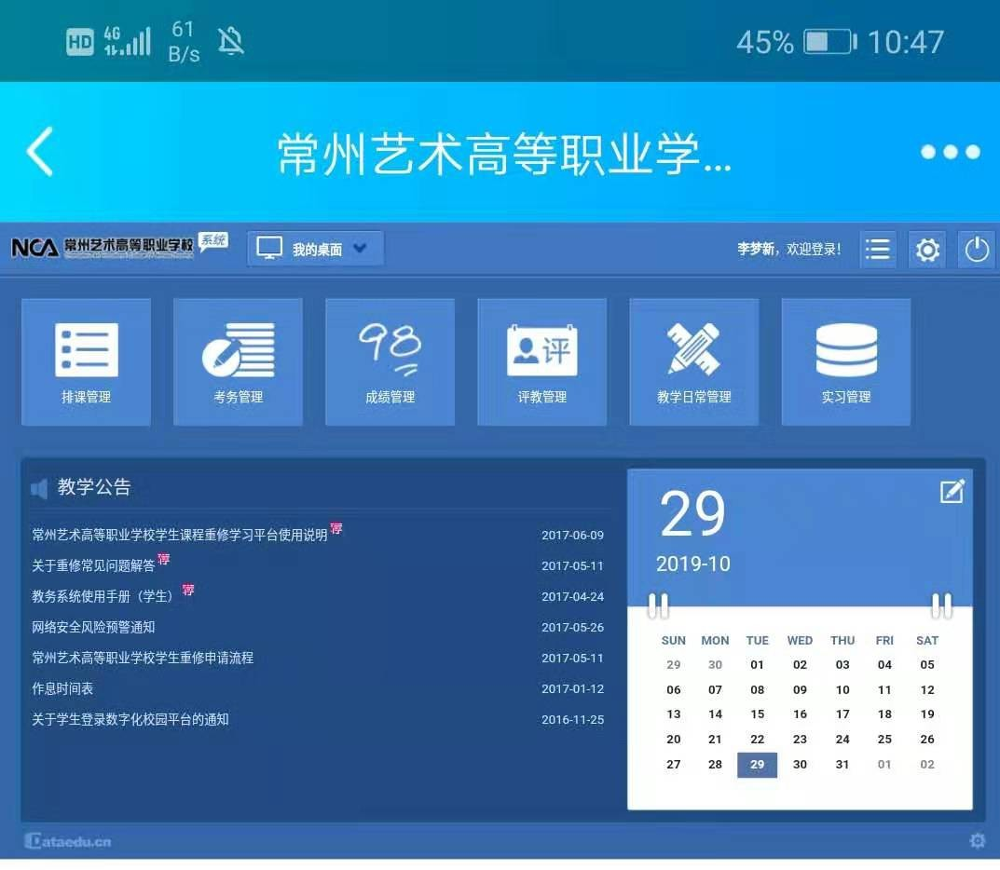 HD 4G 61 B/s 45% 10:47
常州艺术高等职业学...
NCA 常州艺术高等职业学校 系统 我的桌面 李梦新，欢迎登录！
98 评
排课管理 考务管理 成绩管理 评教管理 教学日常管理 实习管理
教学公告
常州艺术高等职业学校学生课程重修学习平台使用说明 荐 2017-06-09
关于重修常见问题解答 荐 2017-05-11
教务系统使用手册（学生） 荐 2017-04-24
网络安全风险预警通知 2017-05-26
常州艺术高等职业学校学生重修申请流程 2017-05-11
作息时间表 2017-01-12
关于学生登录数字化校园平台的通知 2016-11-25
29
2019-10
SUN MON TUE WED THU FRI SAT
29 30 01 02 03 04 05
06 07 08 09 10 11 12
13 14 15 16 17 18 19
20 21 22 23 24 25 26
27 28 29 30 31 01 02
Dataedu.cn